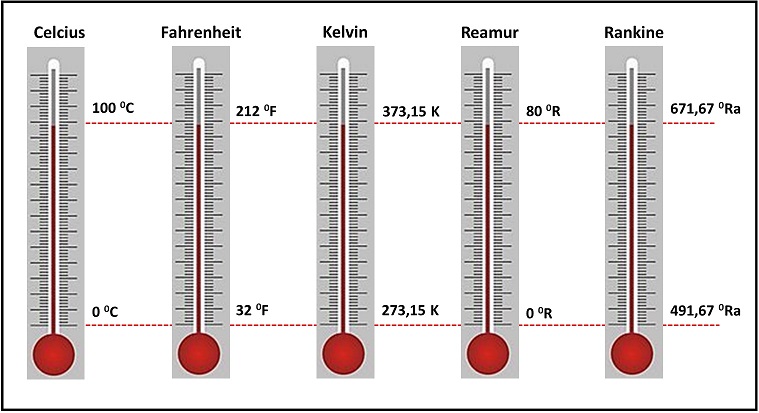 Celcius Fahrenheit Kelvin Reamur Rankine
100 ⁰C 212 ⁰F 373,15 K 80 ⁰R 671,67 ⁰Ra
0 ⁰C 32 ⁰F 273,15 K 0 ⁰R 491,67 ⁰Ra